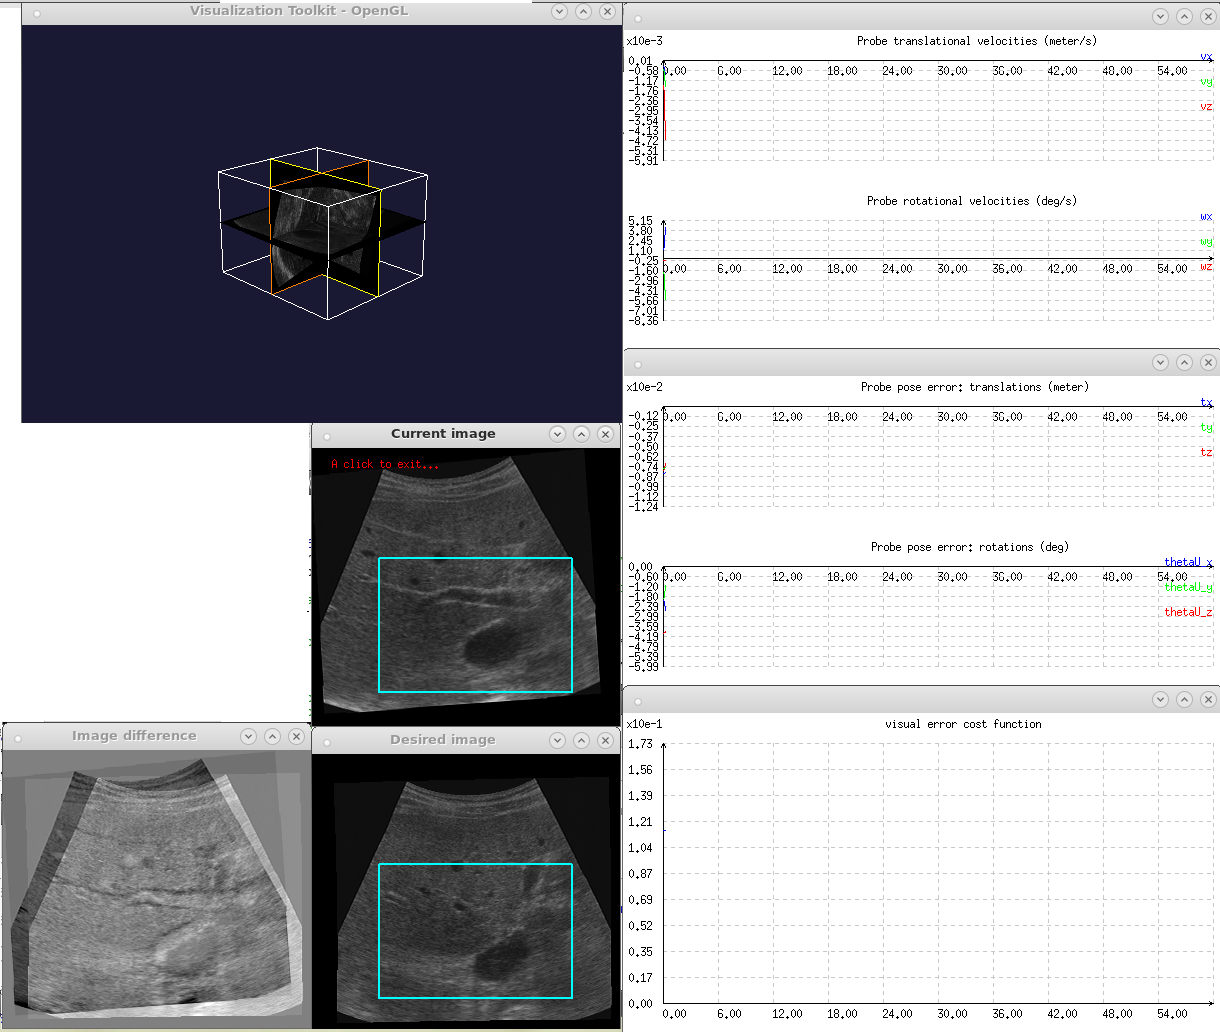 Visualization Toolkit - OpenGL
Probe translational velocities (meter/s)
x10e-3
0.01
-0.58
-1.17
-1.76
-2.36
-2.95
-3.54
-4.13
-4.72
-5.31
-5.91
0.00 6.00 12.00 18.00 24.00 30.00 36.00 42.00 48.00 54.00
vx
vy
vz
Probe rotational velocities (deg/s)
5.15
3.80
2.45
1.10
-0.25
-1.60
-2.96
-4.31
-5.66
-7.01
-8.36
0.00 6.00 12.00 18.00 24.00 30.00 36.00 42.00 48.00 54.00
wx
wy
wz
Probe pose error: translations (meter)
x10e-2
-0.12
-0.25
-0.37
-0.50
-0.62
-0.74
-0.87
-0.99
-1.12
-1.24
0.00 6.00 12.00 18.00 24.00 30.00 36.00 42.00 48.00 54.00
tx
ty
tz
Probe pose error: rotations (deg)
0.00
-0.60
-1.20
-1.80
-2.39
-2.99
-3.59
-4.19
-4.79
-5.39
-5.99
0.00 6.00 12.00 18.00 24.00 30.00 36.00 42.00 48.00 54.00
thetaU_x
thetaU_y
thetaU_z
visual error cost function
x10e-1
1.73
1.56
1.39
1.21
1.04
0.87
0.69
0.52
0.35
0.17
0.00
0.00 6.00 12.00 18.00 24.00 30.00 36.00 42.00 48.00 54.00
Current image
A click to exit...
Image difference
Desired image